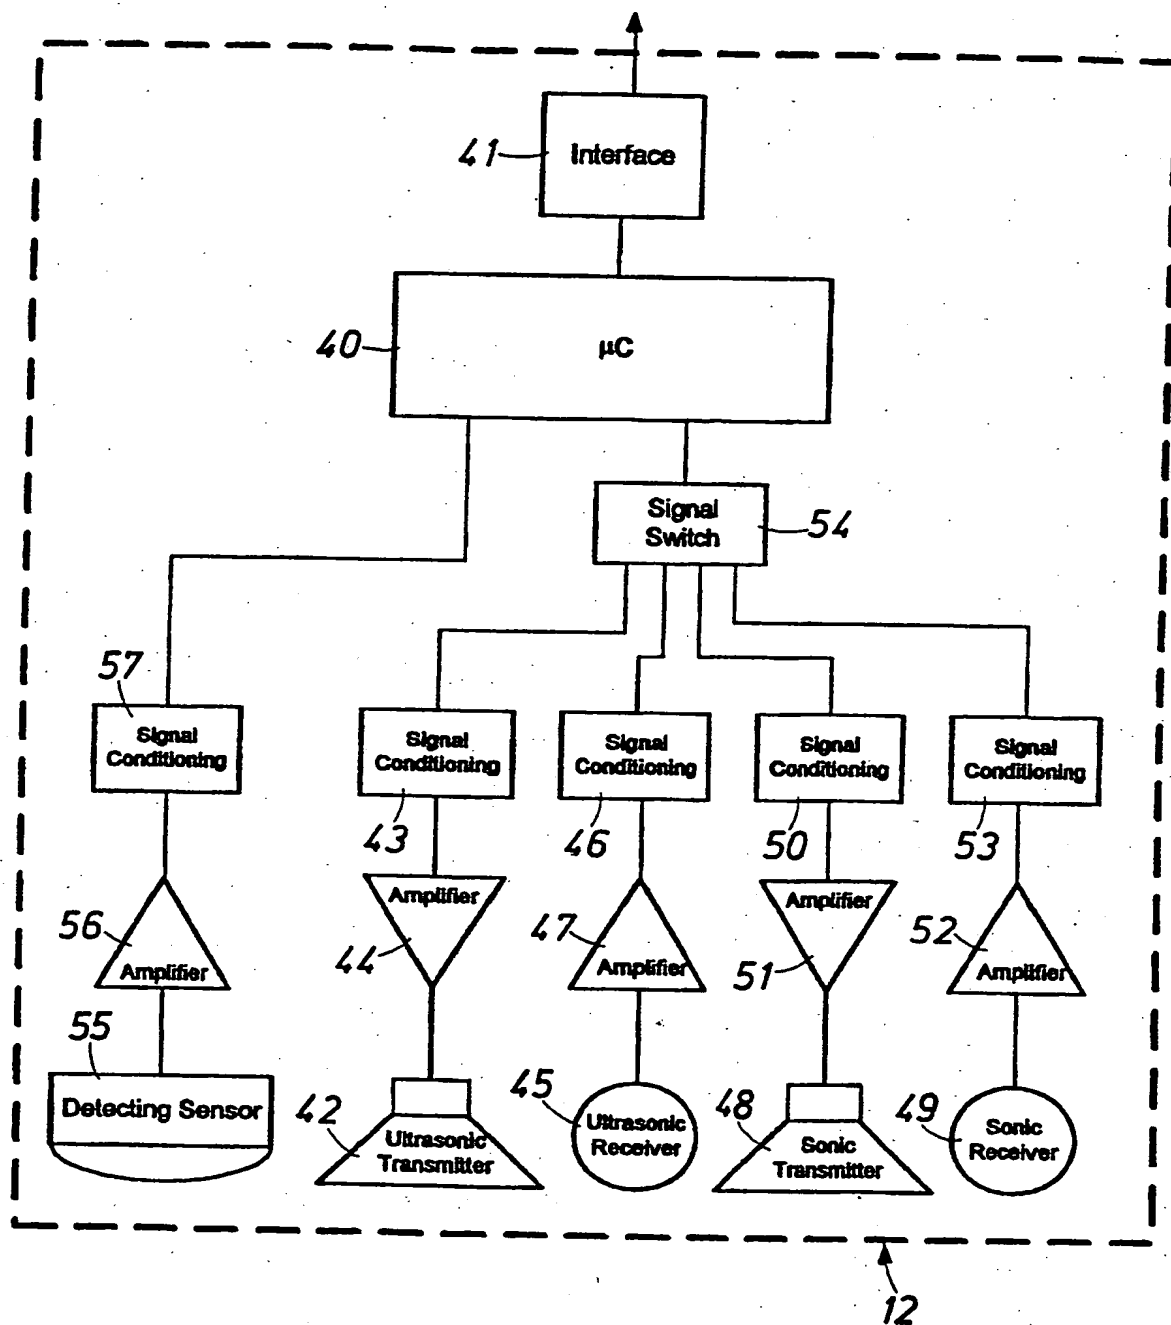 41
Interface
40
μC
Signal
Switch
54
57
Signal
Conditioning
Signal
Conditioning
Signal
Conditioning
Signal
Conditioning
Signal
Conditioning
43
46
50
53
56
Amplifier
Amplifier
44
47
Amplifier
Amplifier
51
52
Amplifier
55
Detecting Sensor
42
Ultrasonic
Transmitter
45
Ultrasonic
Receiver
48
Sonic
Transmitter
49
Sonic
Receiver
12